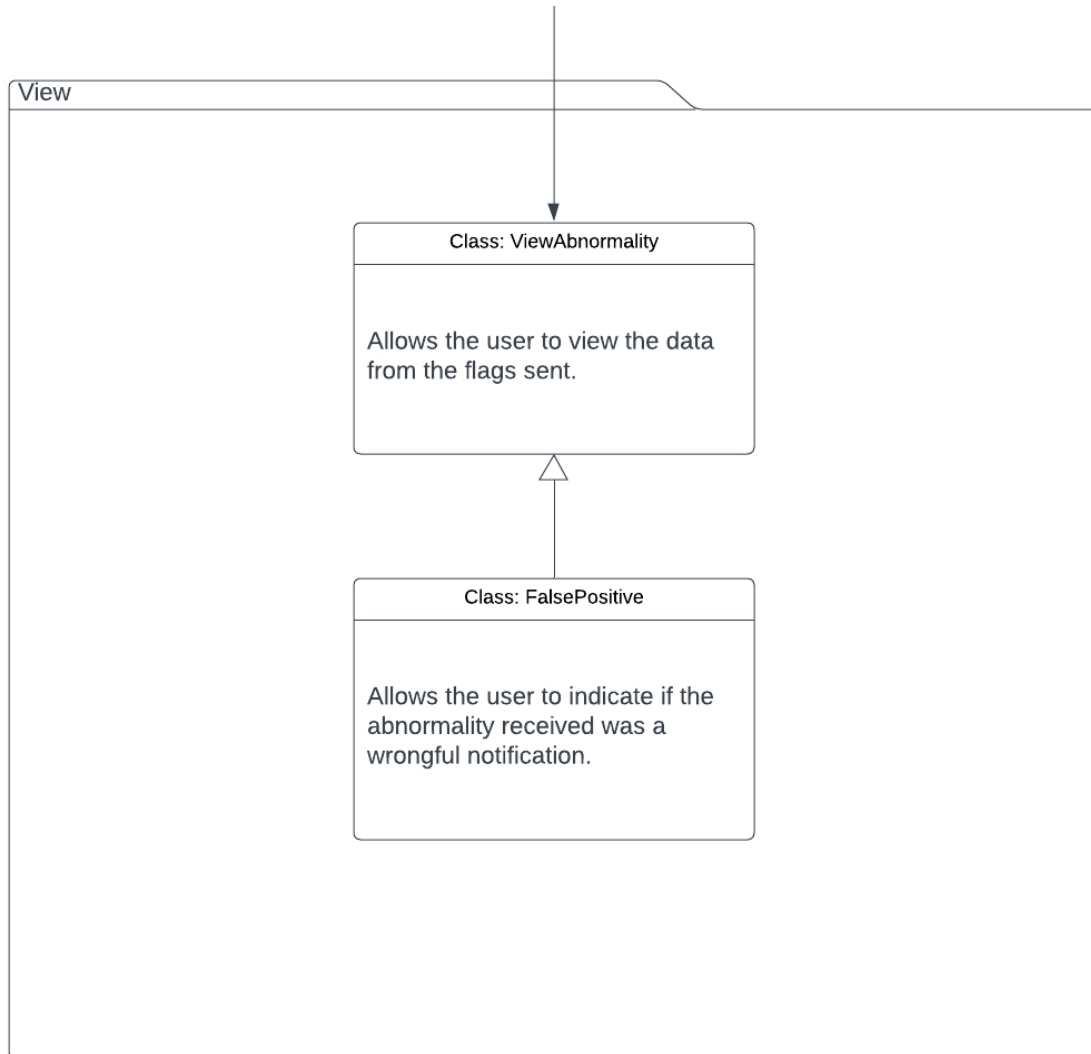 View
Class: ViewAbnormality
Allows the user to view the data
from the flags sent.
Class: FalsePositive
Allows the user to indicate if the
abnormality received was a
wrongful notification.